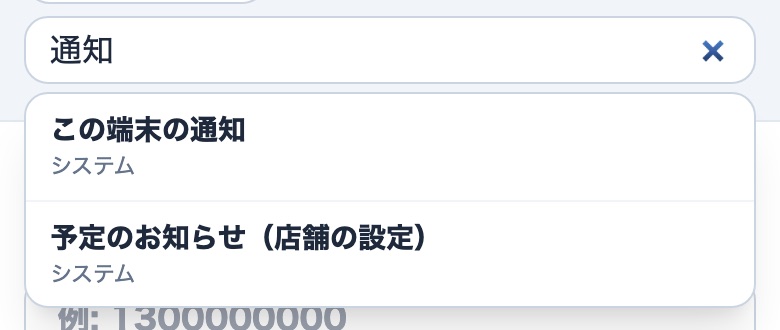 通知
この端末の通知
システム
予定のお知らせ（店舗の設定）
システム
例: 1300000000